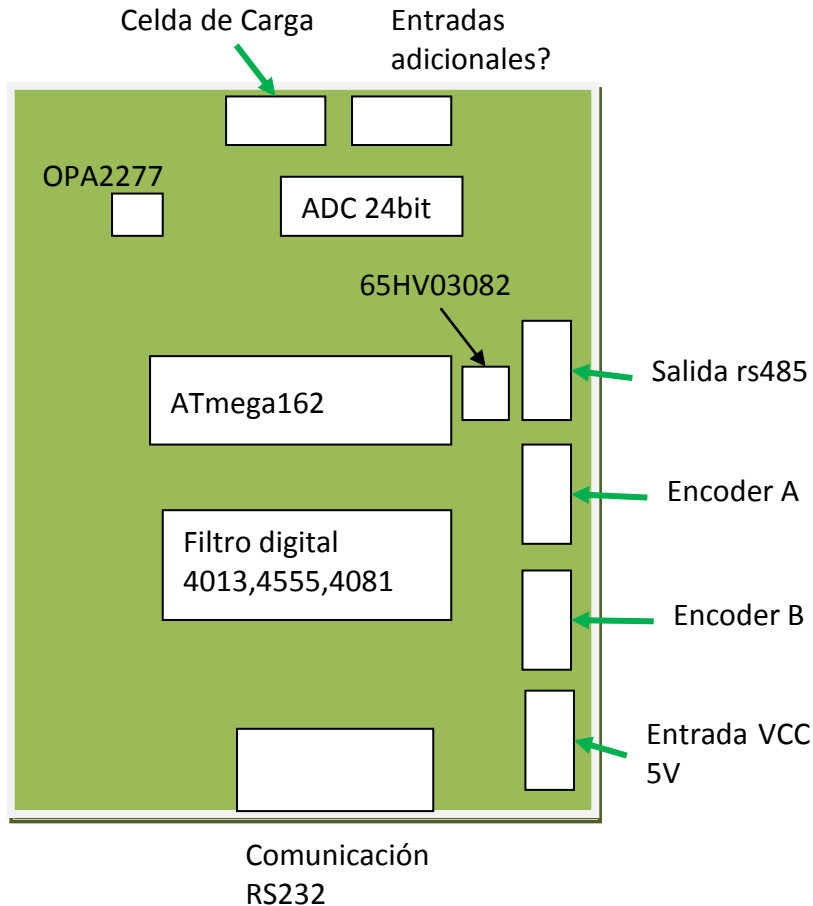 Celda de Carga
Entradas
adicionales?
OPA2277
ADC 24bit
65HV03082
ATmega162
Salida rs485
Encoder A
Filtro digital
4013,4555,4081
Encoder B
Entrada VCC
5V
Comunicación
RS232